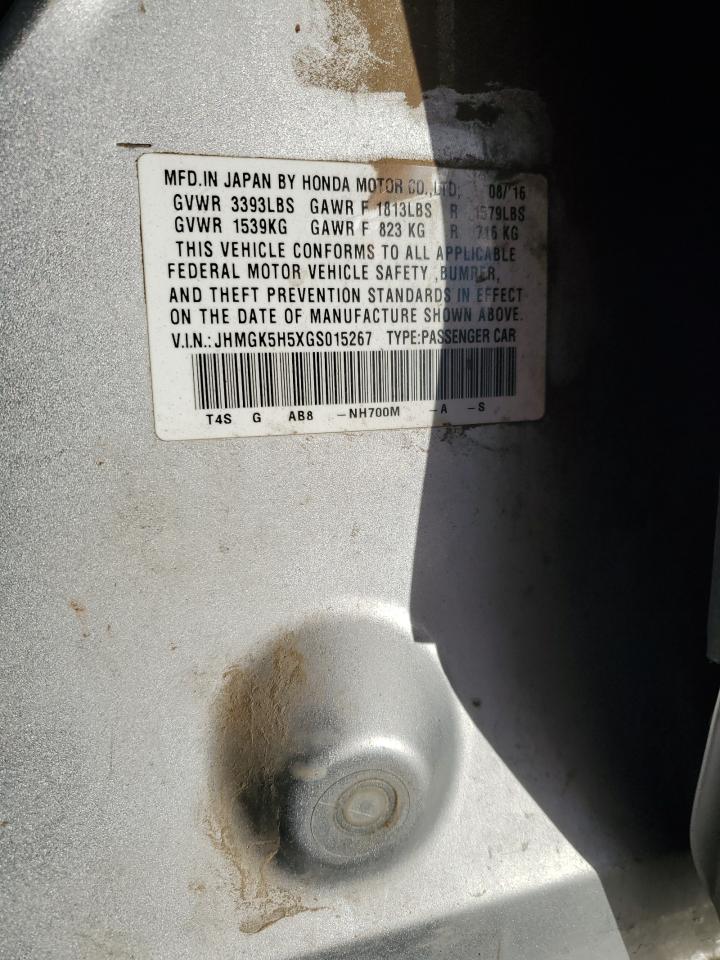 MFD.IN JAPAN BY HONDA MOTOR CO.,LTD. 08/'16
GVWR 3393LBS GAWR F 1813LBS R 1579LBS
GVWR 1539KG GAWR F 823 KG R 716 KG
THIS VEHICLE CONFORMS TO ALL APPLICABLE
FEDERAL MOTOR VEHICLE SAFETY ,BUMPER,
AND THEFT PREVENTION STANDARDS IN EFFECT
ON THE DATE OF MANUFACTURE SHOWN ABOVE.
V.I.N.: JHMGK5H5XGS015267 TYPE:PASSENGER CAR
T4S G AB8 -NH700M -A -S